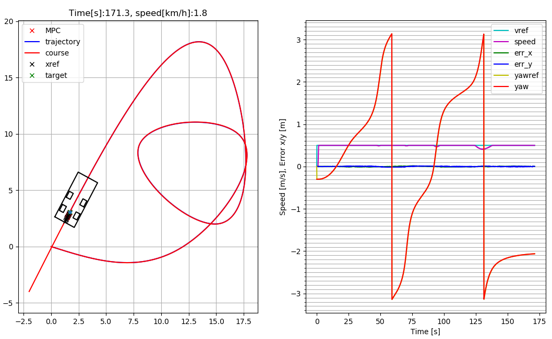 Time[s]:171.3, speed[km/h]:1.8
MPC
trajectory
course
xref
target
20
15
10
5
0
−5
−2.5 0.0 2.5 5.0 7.5 10.0 12.5 15.0 17.5
vref
speed
err_x
err_y
yawref
yaw
Speed [m/s], Error x/y [m]
3
2
1
0
−1
−2
−3
0 25 50 75 100 125 150 175
Time [s]